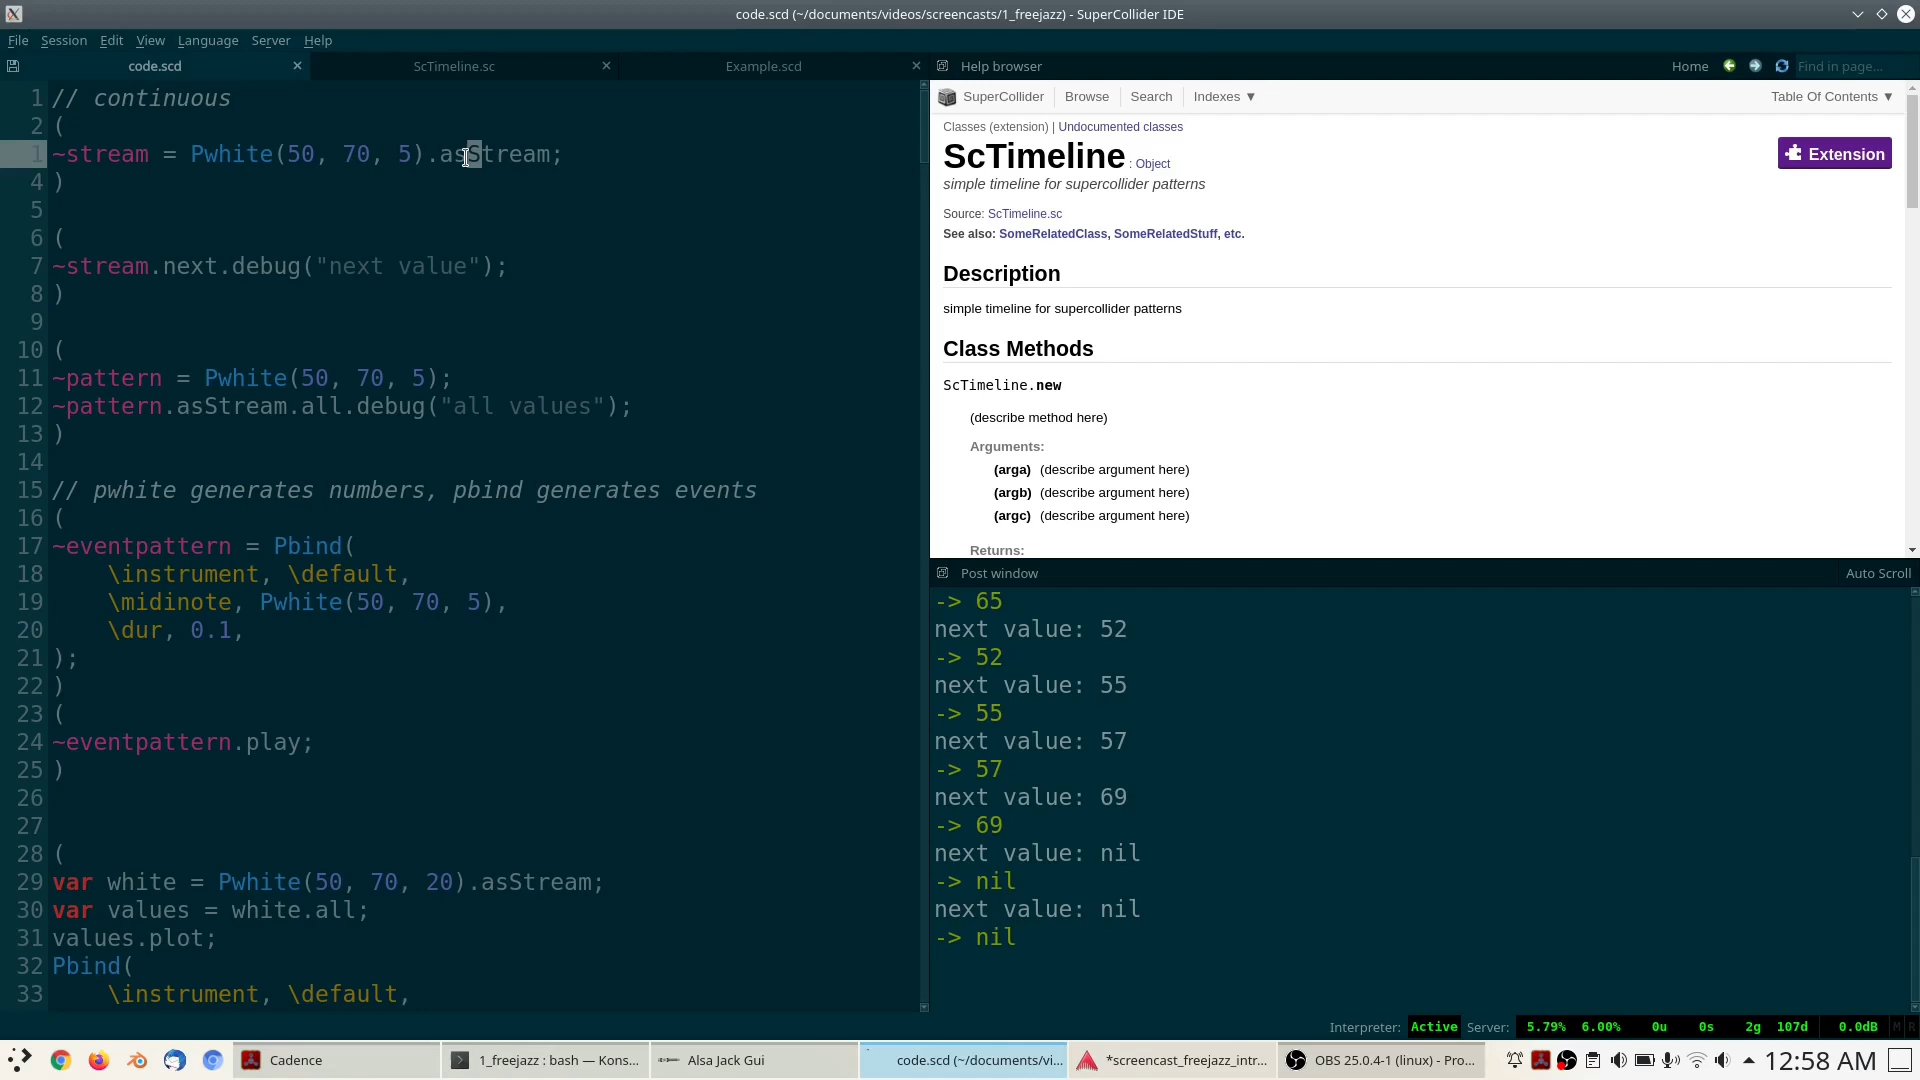 code.scd (~/documents/videos/screencasts/1_freejazz) - SuperCollider IDE
File Session Edit View Language Server Help
code.scd
ScTimeline.sc
Example.scd
1 // continuous
2 (
1 ~stream = Pwhite(50, 70, 5).asStream;
4 )
5
6 (
7 ~stream.next.debug("next value");
8 )
9
10 (
11 ~pattern = Pwhite(50, 70, 5);
12 ~pattern.asStream.all.debug("all values");
13 )
14
15 // pwhite generates numbers, pbind generates events
16 (
17 ~eventpattern = Pbind(
18 \instrument, \default,
19 \midinote, Pwhite(50, 70, 5),
20 \dur, 0.1,
21 );
22 )
23 (
24 ~eventpattern.play;
25 )
26
27
28 (
29 var white = Pwhite(50, 70, 20).asStream;
30 var values = white.all;
31 values.plot;
32 Pbind(
33 \instrument, \default,
Help browser
Home
Find in page...
SuperCollider Browse Search Indexes ▼ Table Of Contents ▼
Classes (extension) | Undocumented classes
ScTimeline : Object
Extension
simple timeline for supercollider patterns
Source: ScTimeline.sc
See also: SomeRelatedClass, SomeRelatedStuff, etc.
Description
simple timeline for supercollider patterns
Class Methods
ScTimeline.new
(describe method here)
Arguments:
(arga) (describe argument here)
(argb) (describe argument here)
(argc) (describe argument here)
Returns:
Post window
Auto Scroll
-> 65
next value: 52
-> 52
next value: 55
-> 55
next value: 57
-> 57
next value: 69
-> 69
next value: nil
-> nil
next value: nil
-> nil
Interpreter: Active Server: 5.79% 6.00% 0u 0s 2g 107d 0.0dB M R
Cadence
1_freejazz : bash — Kons...
Alsa Jack Gui
code.scd (~/documents/vi...
*screencast_freejazz_intr...
OBS 25.0.4-1 (linux) - Pro...
12:58 AM